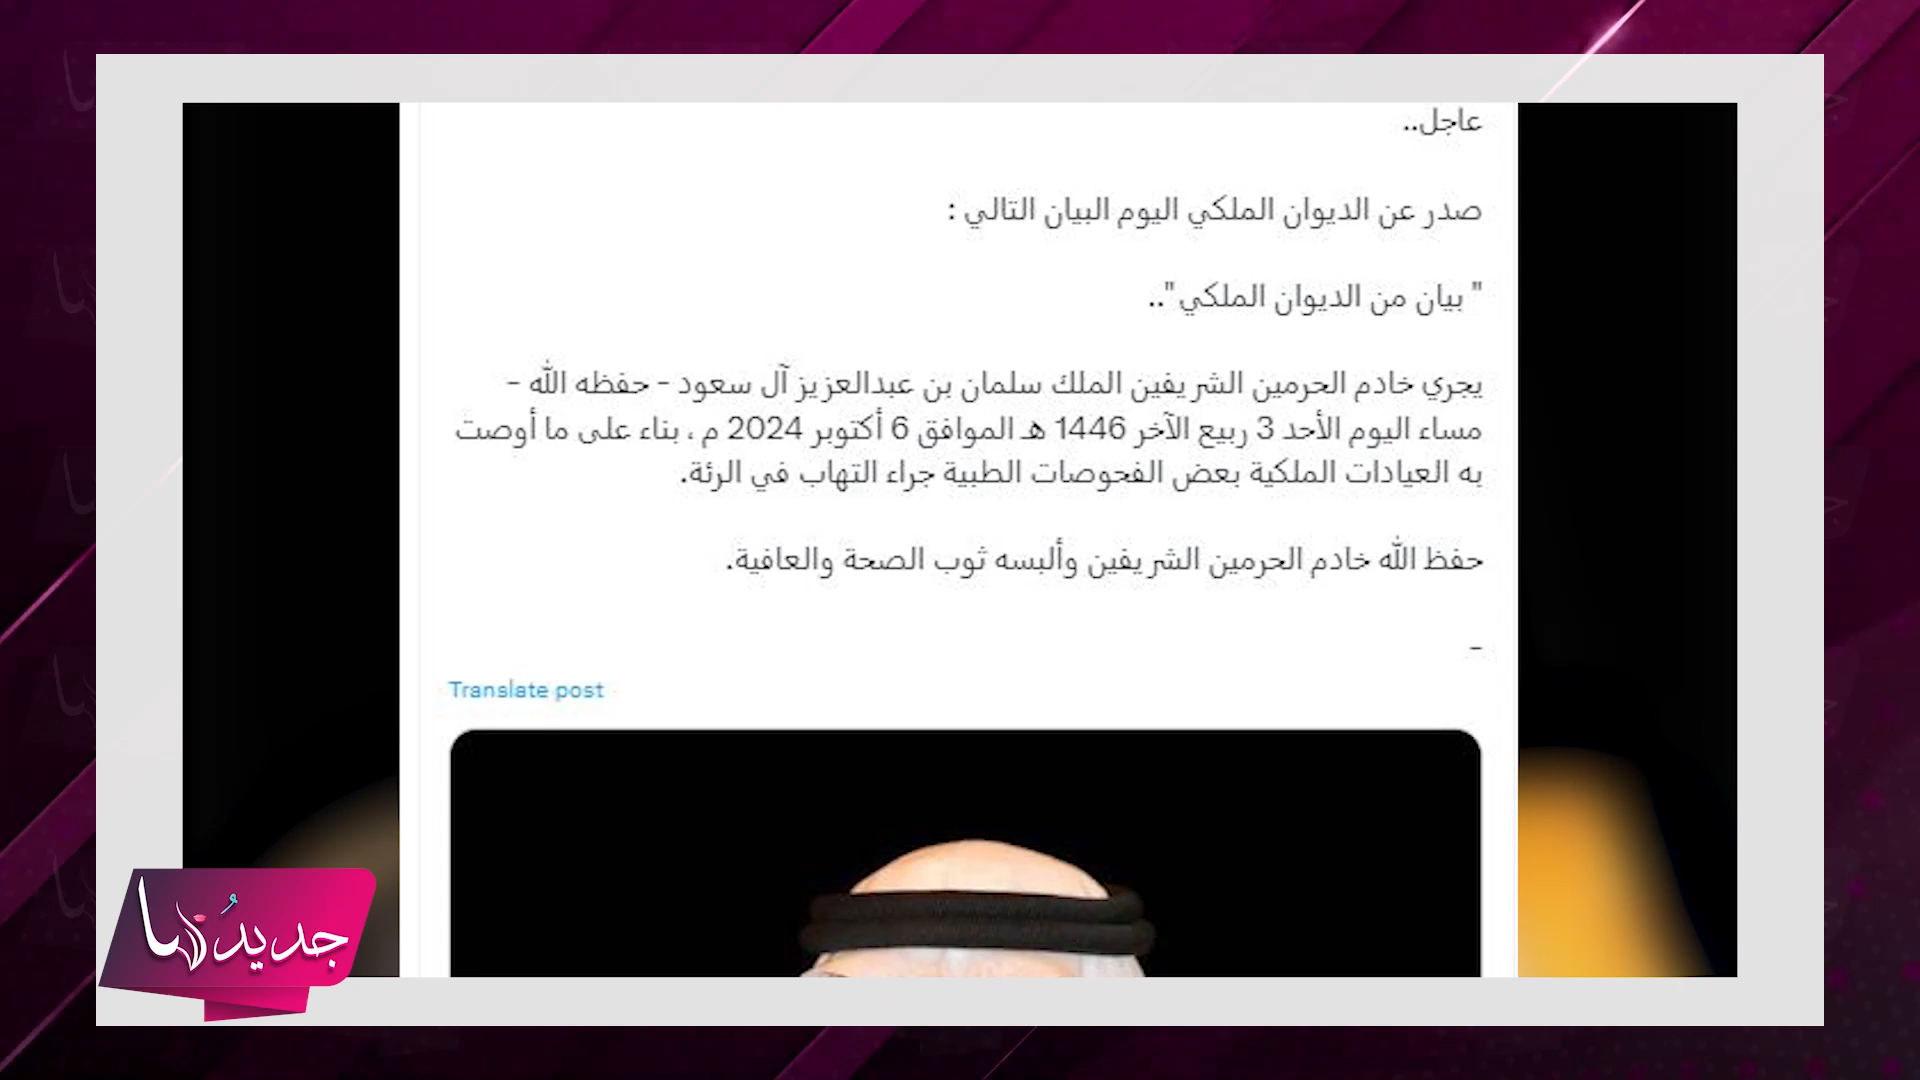 عاجل..
صدر عن الديوان الملكي اليوم البيان التالي :
" بيان من الديوان الملكي"..
يجري خادم الحرمين الشريفين الملك سلمان بن عبدالعزيز آل سعود - حفظه الله -
مساء اليوم الأحد 3 ربيع الآخر 1446 هـ الموافق 6 أكتوبر 2024 م ، بناء على ما أوصت
به العيادات الملكية بعض الفحوصات الطبية جراء التهاب في الرئة.
حفظ الله خادم الحرمين الشريفين وألبسه ثوب الصحة والعافية.
-
Translate post
جديدُها